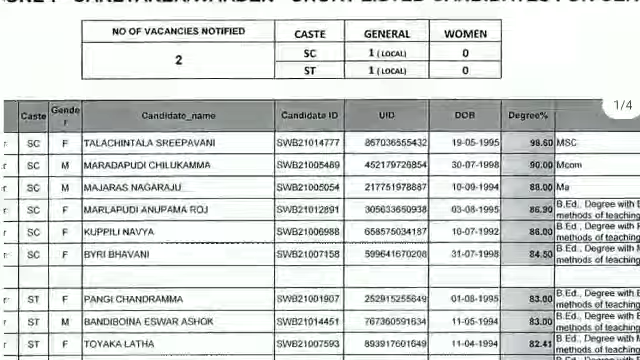 NO OF VACANCIES NOTIFIED CASTE GENERAL WOMEN
2 SC 1 (LOCAL) 0
ST 1 (LOCAL) 0
1/4
Caste Gender Candidate_name Candidate ID UID DOB Degree%
r SC F TALACHINTALA SREEPAVANI SWB21014777 867036555432 19-05-1995 98.60 MSC
r SC M MARADAPUDI CHILUKAMMA SWB21005489 452179726854 30-07-1998 90.00 Mcom
r SC M MAJARAS NAGARAJU SWB21005054 217751978887 10-09-1994 88.00 Ma
r SC F MARLAPUDI ANUPAMA ROJ SWB21012891 305633650938 03-08-1995 86.90 B.Ed., Degree with
methods of teaching
r SC F KUPPILI NAVYA SWB21006988 658575034187 10-07-1992 86.00 B.Ed., Degree with
methods of teaching
r SC F BYRI BHAVANI SWB21007158 599641670208 31-07-1998 84.50 B.Ed., Degree with
methods of teaching
r ST F PANGI CHANDRAMMA SWB21001907 252915255649 01-08-1995 83.00 B.Ed., Degree with
methods of teaching
r ST M BANDIBOINA ESWAR ASHOK SWB21014451 767360591634 11-05-1994 83.00 B.Ed., Degree with
methods of teaching
r ST F TOYAKA LATHA SWB21007593 893917601649 11-04-1994 82.41 B.Ed., Degree with
methods of teaching